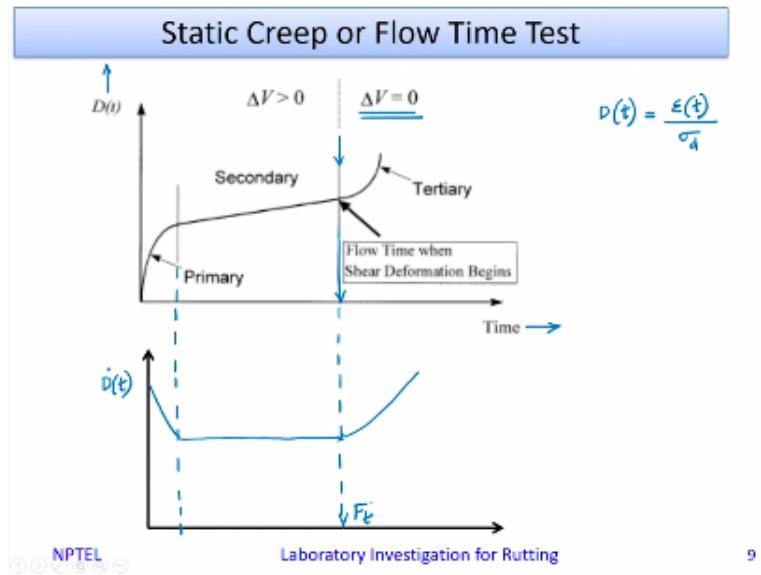 Static Creep or Flow Time Test
D(t)
ΔV > 0
ΔV = 0
D(t) = ε(t)
σd
Secondary
Tertiary
Flow Time when
Shear Deformation Begins
Primary
Time
Ḋ(t)
Ft
NPTEL
Laboratory Investigation for Rutting
9